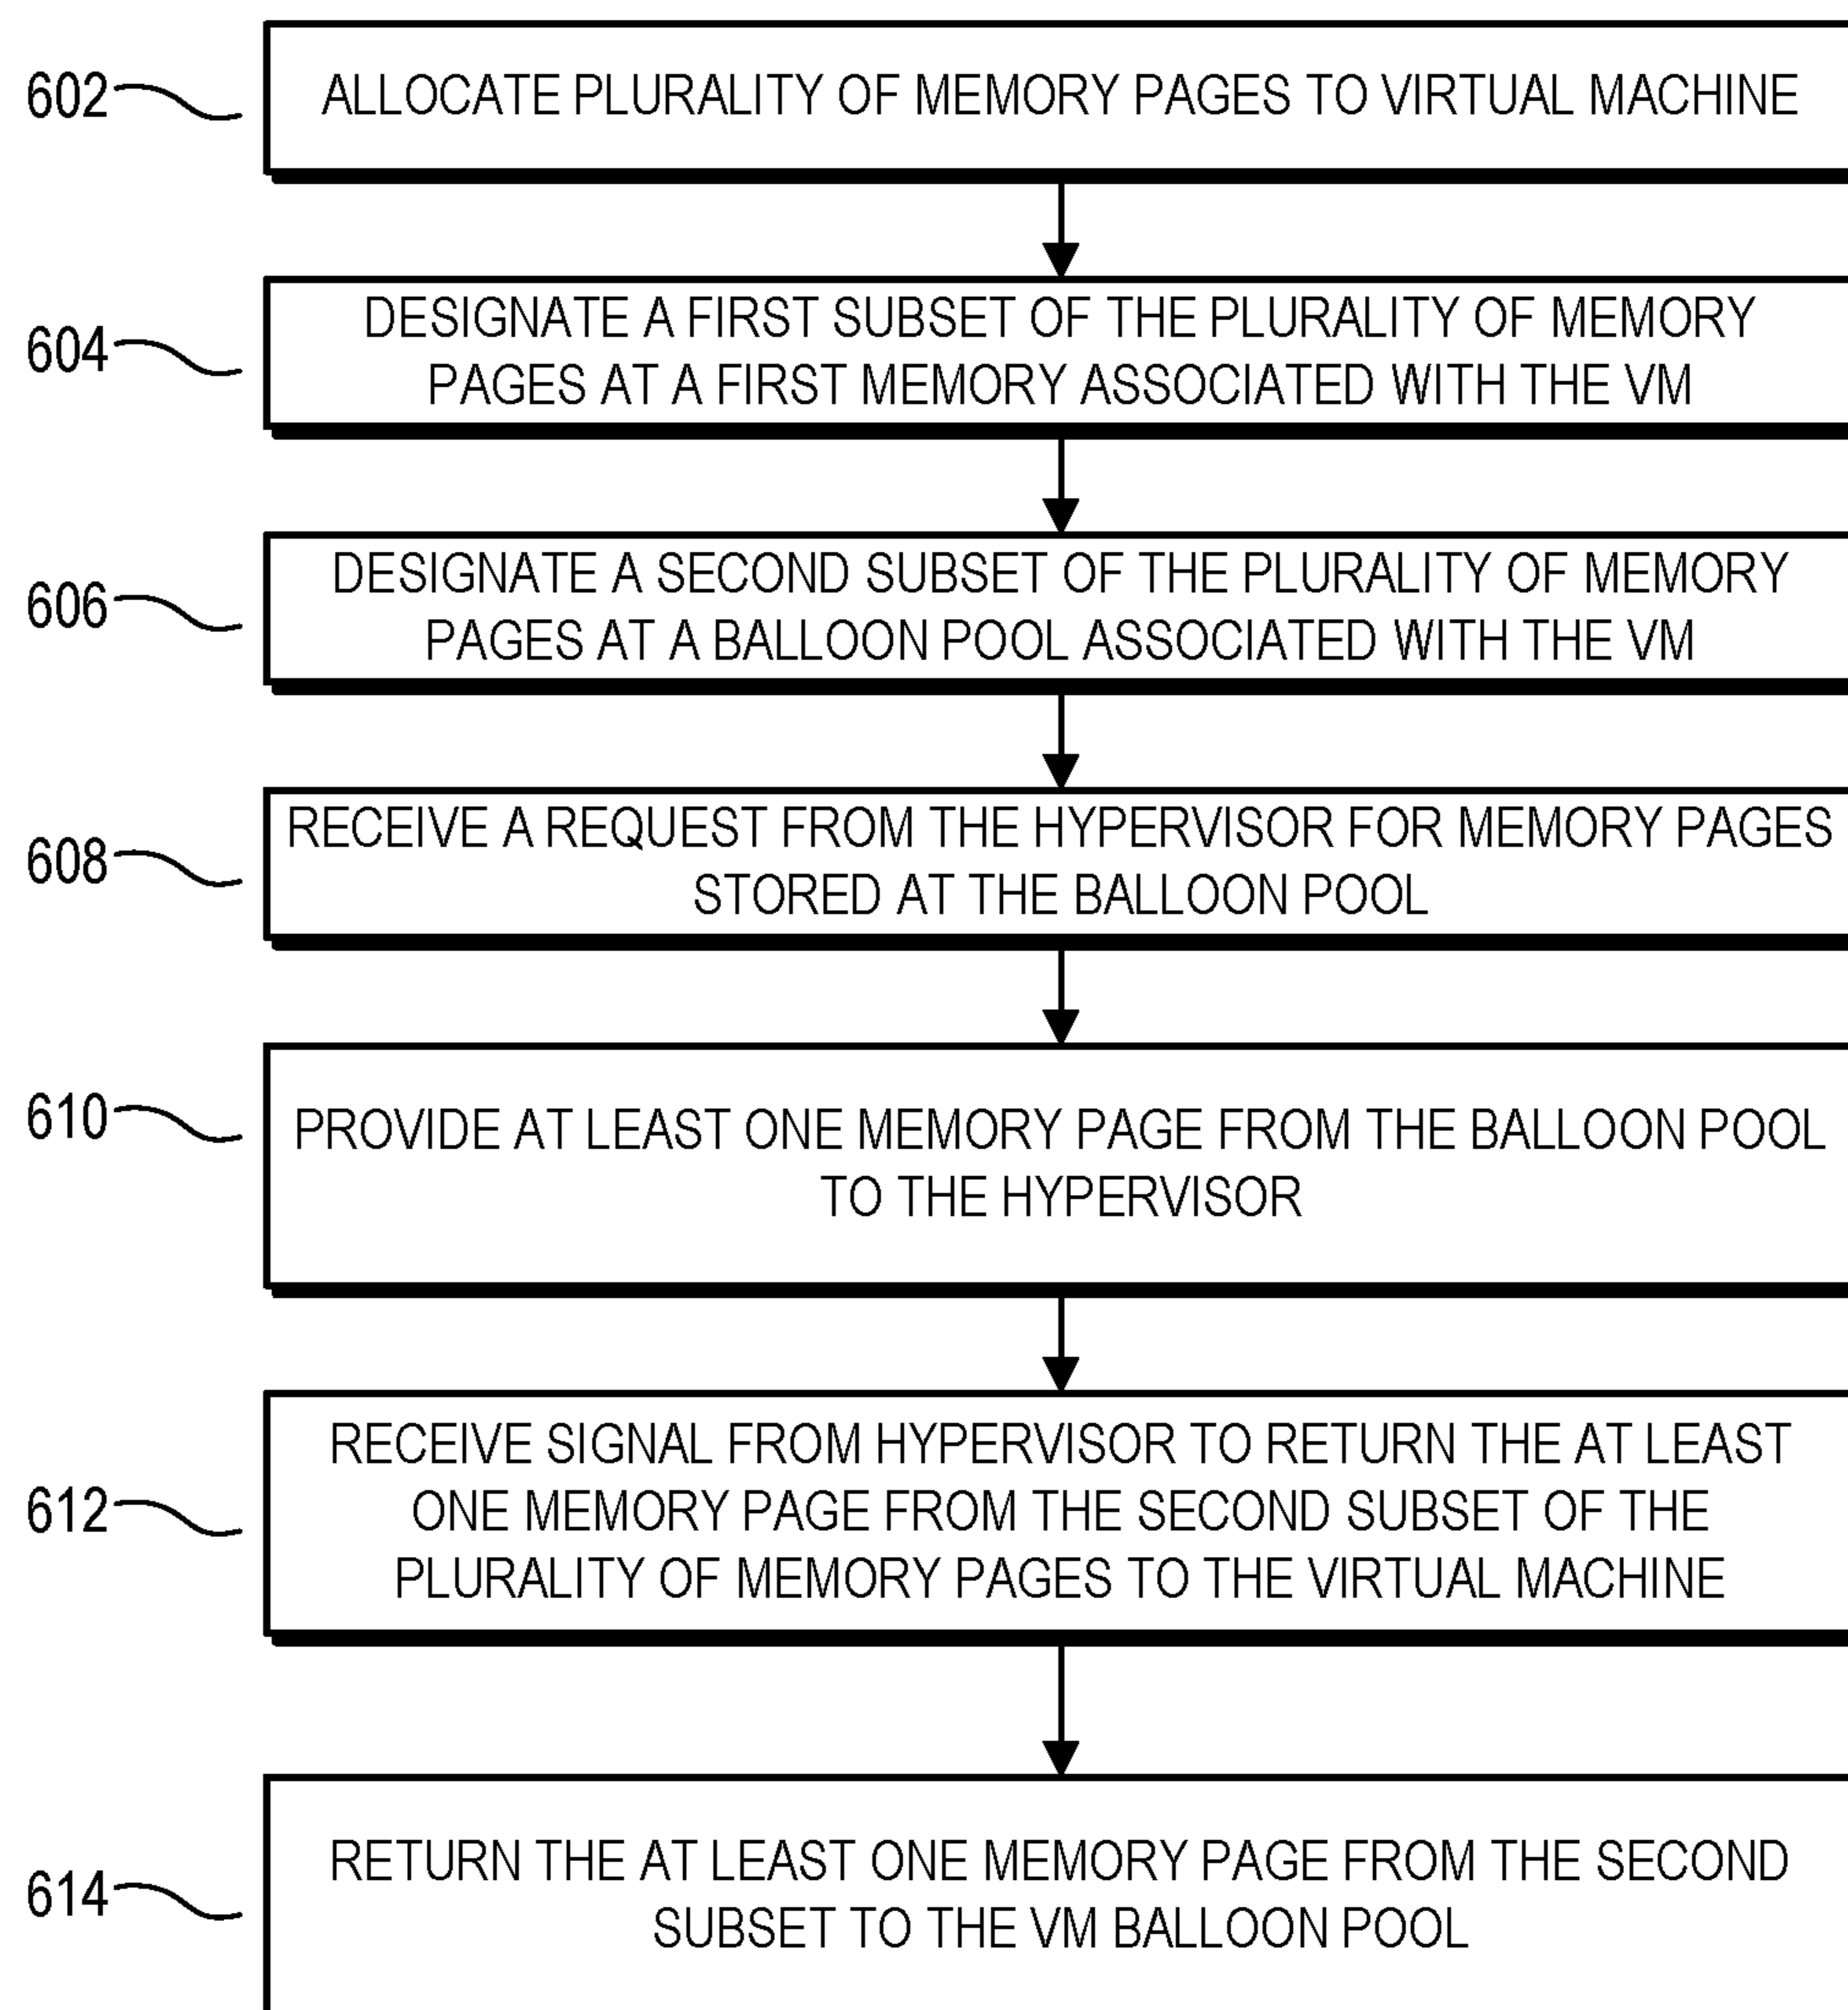 602
ALLOCATE PLURALITY OF MEMORY PAGES TO VIRTUAL MACHINE
604
DESIGNATE A FIRST SUBSET OF THE PLURALITY OF MEMORY
PAGES AT A FIRST MEMORY ASSOCIATED WITH THE VM
606
DESIGNATE A SECOND SUBSET OF THE PLURALITY OF MEMORY
PAGES AT A BALLOON POOL ASSOCIATED WITH THE VM
608
RECEIVE A REQUEST FROM THE HYPERVISOR FOR MEMORY PAGES
STORED AT THE BALLOON POOL
610
PROVIDE AT LEAST ONE MEMORY PAGE FROM THE BALLOON POOL
TO THE HYPERVISOR
612
RECEIVE SIGNAL FROM HYPERVISOR TO RETURN THE AT LEAST
ONE MEMORY PAGE FROM THE SECOND SUBSET OF THE
PLURALITY OF MEMORY PAGES TO THE VIRTUAL MACHINE
614
RETURN THE AT LEAST ONE MEMORY PAGE FROM THE SECOND
SUBSET TO THE VM BALLOON POOL